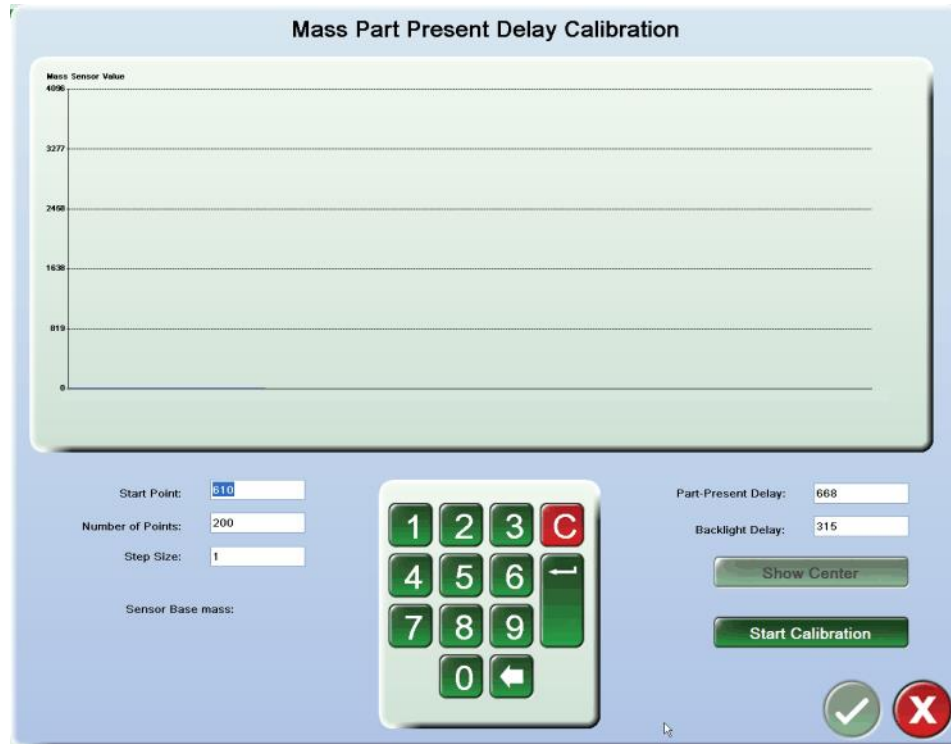 Mass Part Present Delay Calibration
Mass Sensor Value
4096
3277
2458
1638
819
0
Start Point: 610
Number of Points: 200
Step Size: 1
Sensor Base mass:
1 2 3 C
4 5 6
7 8 9
0
Part-Present Delay: 668
Backlight Delay: 315
Show Center
Start Calibration
X